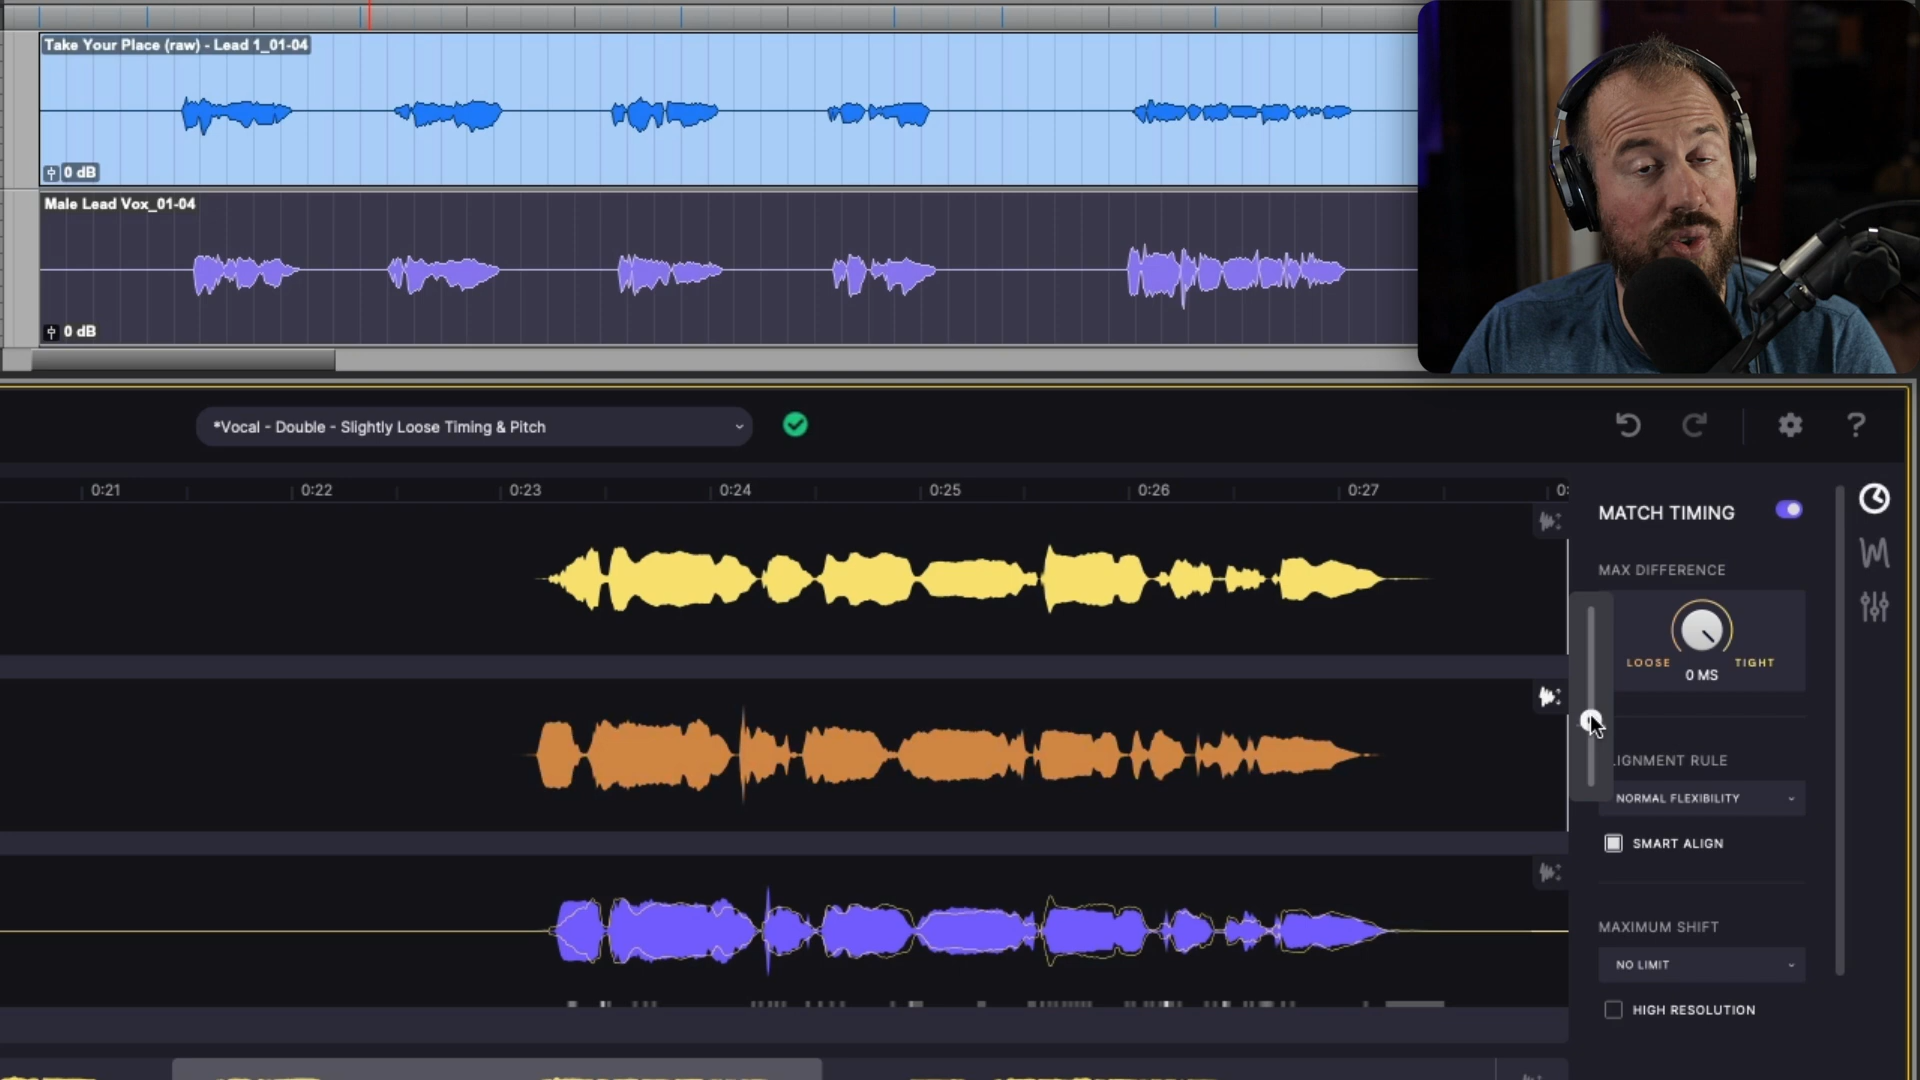 Take Your Place (raw) - Lead 1_01-04
0 dB
Male Lead Vox_01-04
0 dB
*Vocal - Double - Slightly Loose Timing & Pitch
?
0:21
0:22
0:23
0:24
0:25
0:26
0:27
0:
MATCH TIMING
MAX DIFFERENCE
LOOSE
TIGHT
0 MS
LIGNMENT RULE
NORMAL FLEXIBILITY
SMART ALIGN
MAXIMUM SHIFT
NO LIMIT
HIGH RESOLUTION